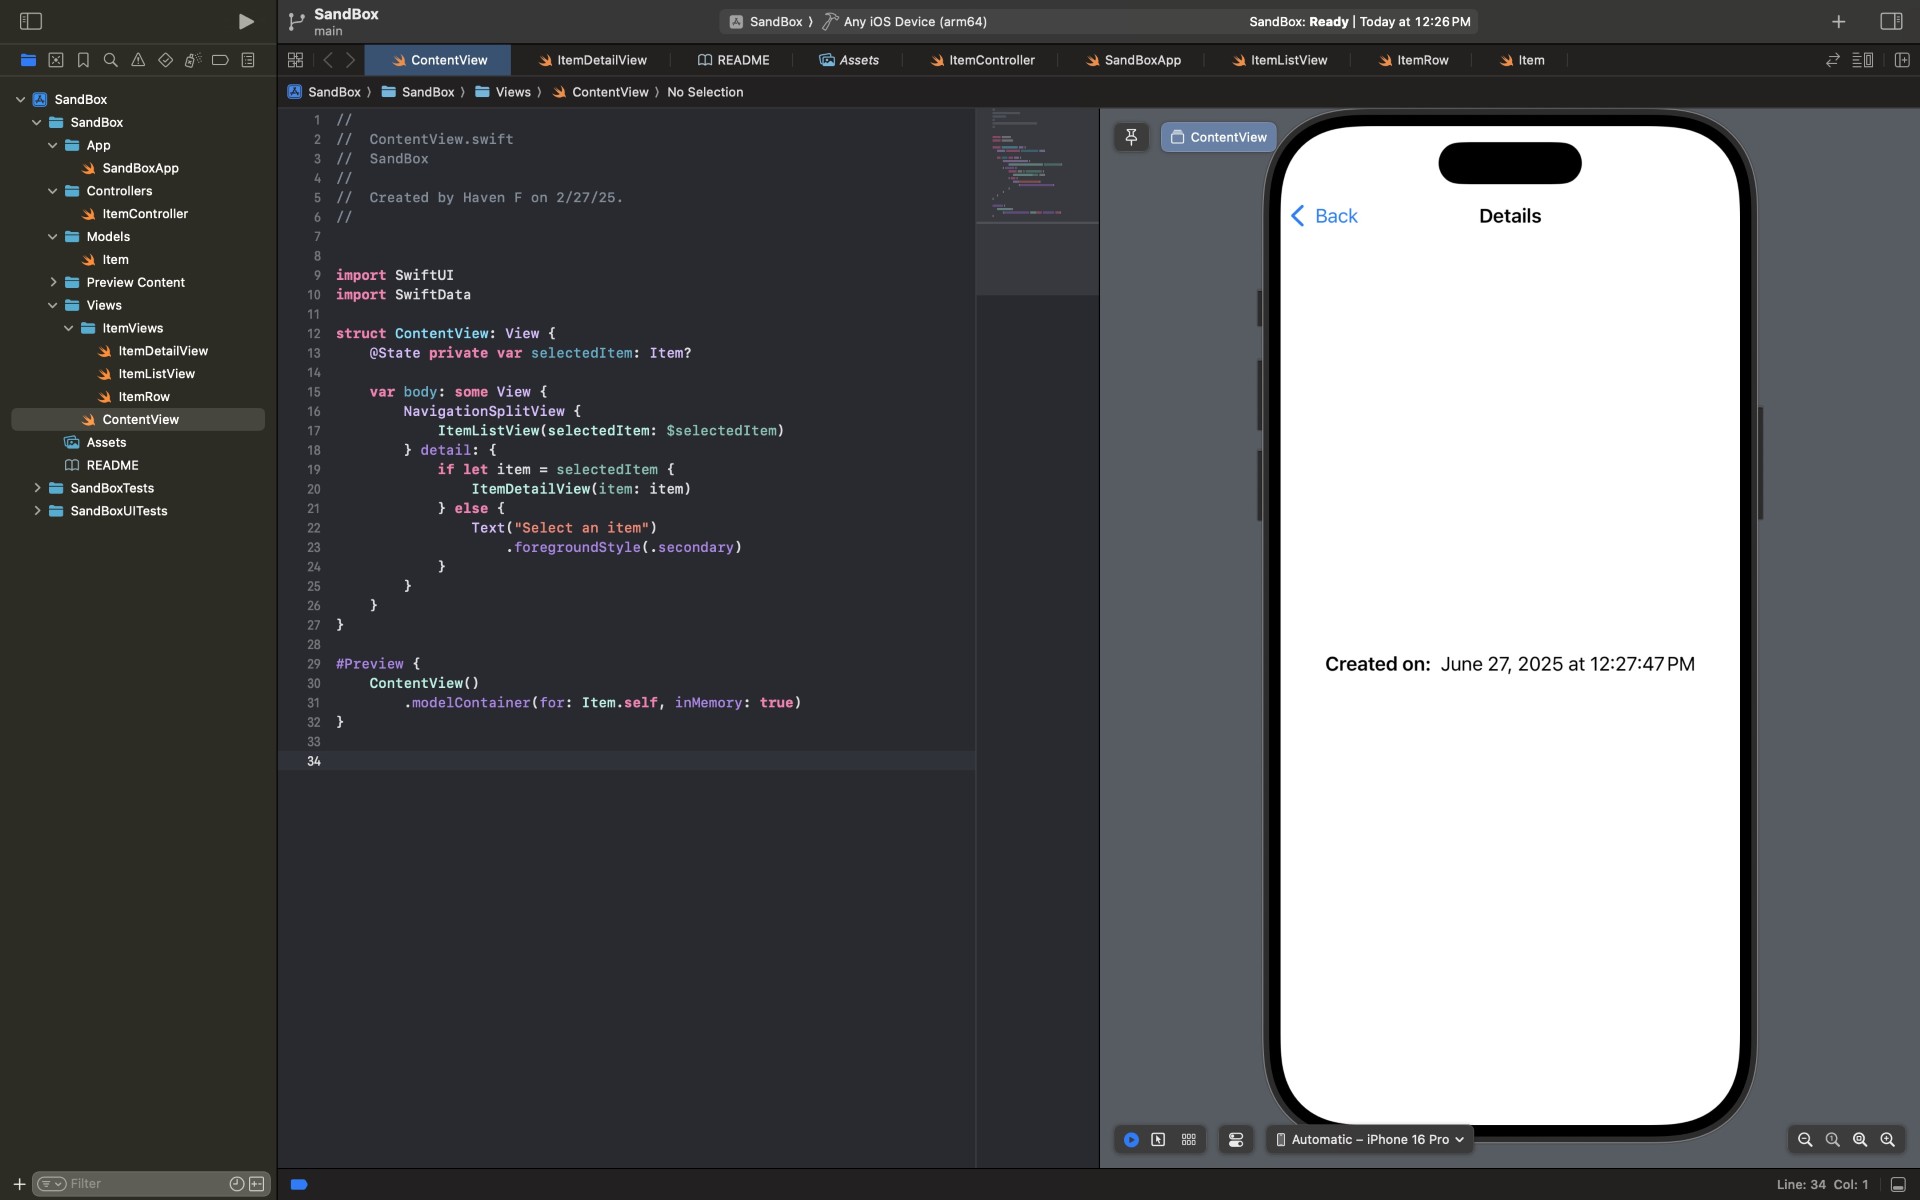 SandBox
main
SandBox 〉 Any iOS Device (arm64)
SandBox: Ready | Today at 12:26 PM
ContentView
ItemDetailView
README
Assets
ItemController
SandBoxApp
ItemListView
ItemRow
Item
SandBox 〉 SandBox 〉 Views 〉 ContentView 〉 No Selection
SandBox
SandBox
App
SandBoxApp
Controllers
ItemController
Models
Item
Preview Content
Views
ItemViews
ItemDetailView
ItemListView
ItemRow
ContentView
Assets
README
SandBoxTests
SandBoxUITests
Filter
1 //
2 //  ContentView.swift
3 //  SandBox
4 //
5 //  Created by Haven F on 2/27/25.
6 //
7
8
9 import SwiftUI
10 import SwiftData
11
12 struct ContentView: View {
13     @State private var selectedItem: Item?
14
15     var body: some View {
16         NavigationSplitView {
17             ItemListView(selectedItem: $selectedItem)
18         } detail: {
19             if let item = selectedItem {
20                 ItemDetailView(item: item)
21             } else {
22                 Text("Select an item")
23                     .foregroundStyle(.secondary)
24             }
25         }
26     }
27 }
28
29 #Preview {
30     ContentView()
31         .modelContainer(for: Item.self, inMemory: true)
32 }
33
34
ContentView
Back
Details
Created on: June 27, 2025 at 12:27:47 PM
Automatic – iPhone 16 Pro
Line: 34 Col: 1